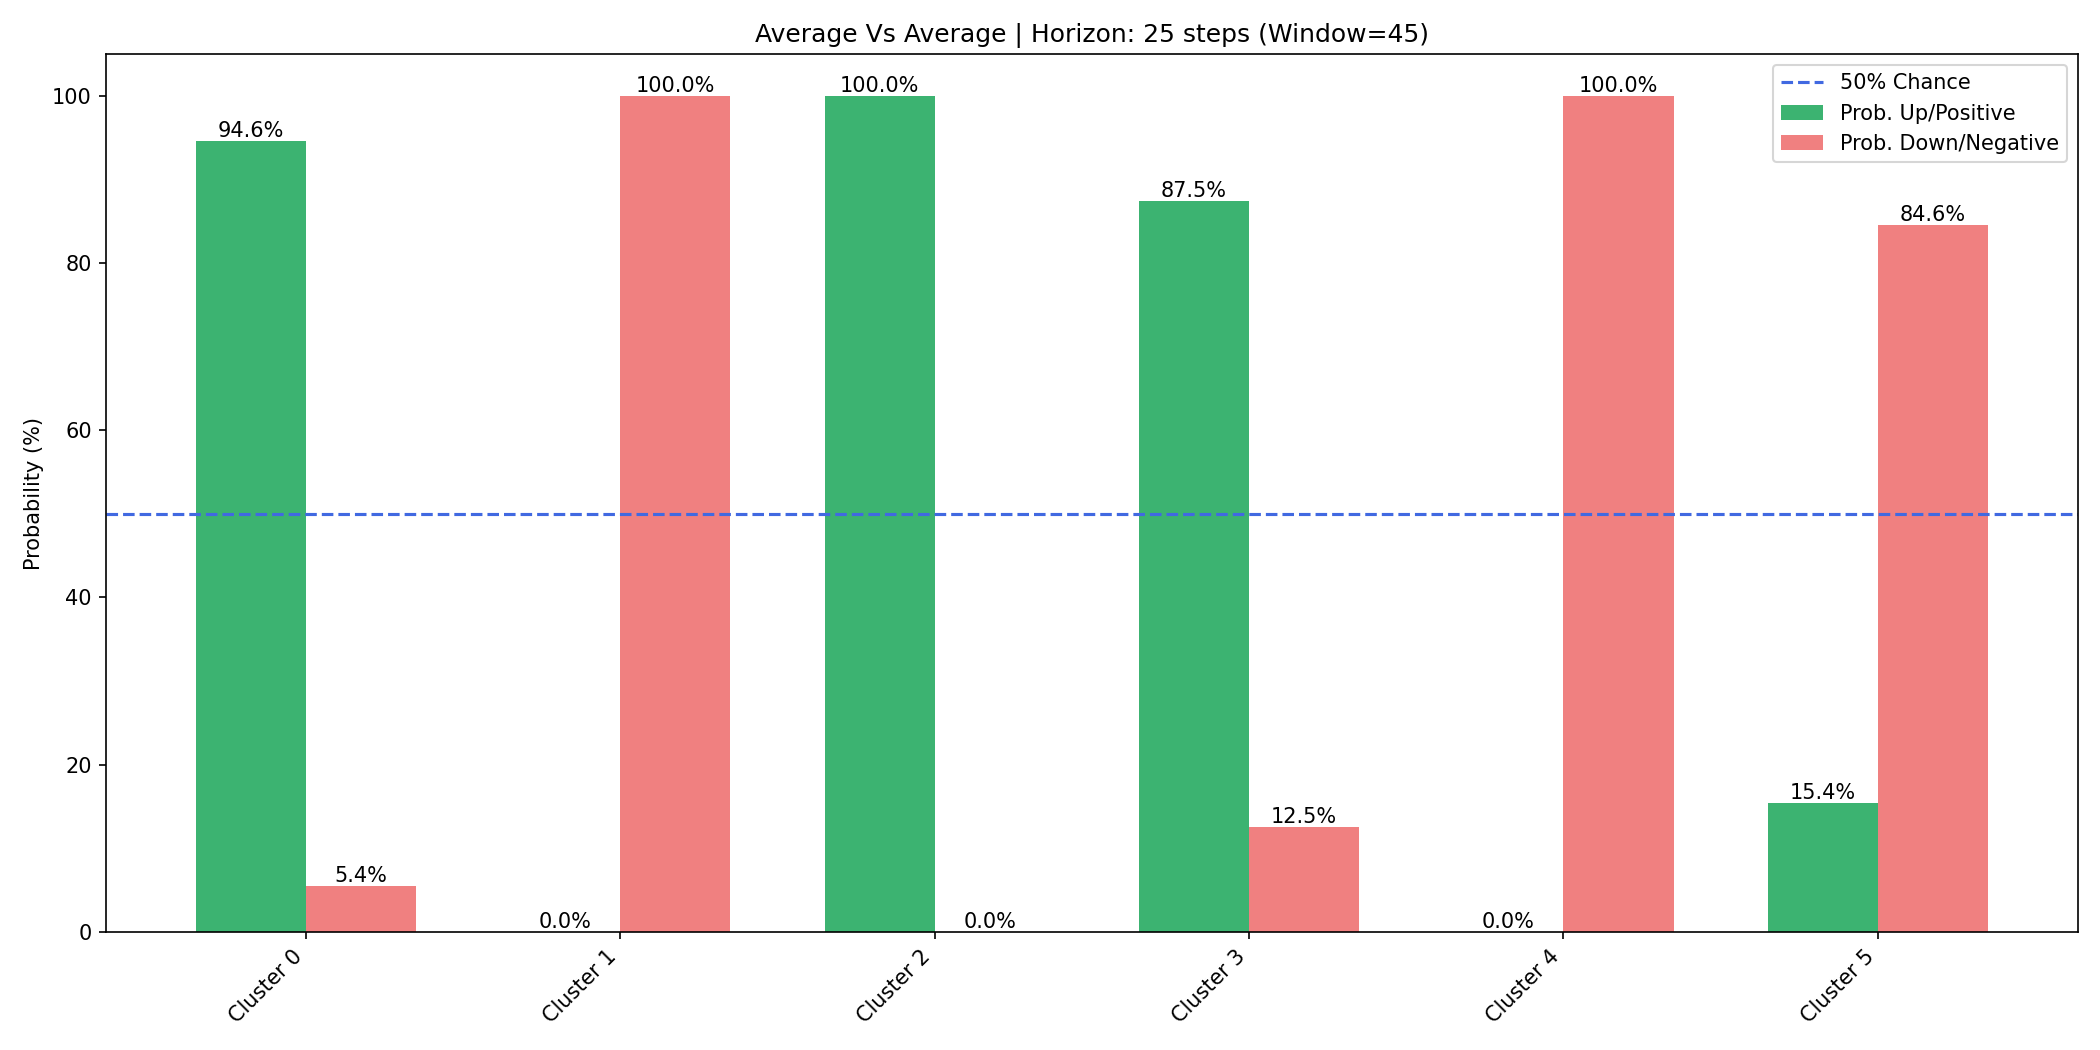 Average Vs Average | Horizon: 25 steps (Window=45)
50% Chance
Prob. Up/Positive
Prob. Down/Negative
Probability (%)
100
80
60
40
20
0
94.6%
5.4%
0.0%
100.0%
100.0%
0.0%
87.5%
12.5%
0.0%
100.0%
15.4%
84.6%
Cluster 0
Cluster 1
Cluster 2
Cluster 3
Cluster 4
Cluster 5